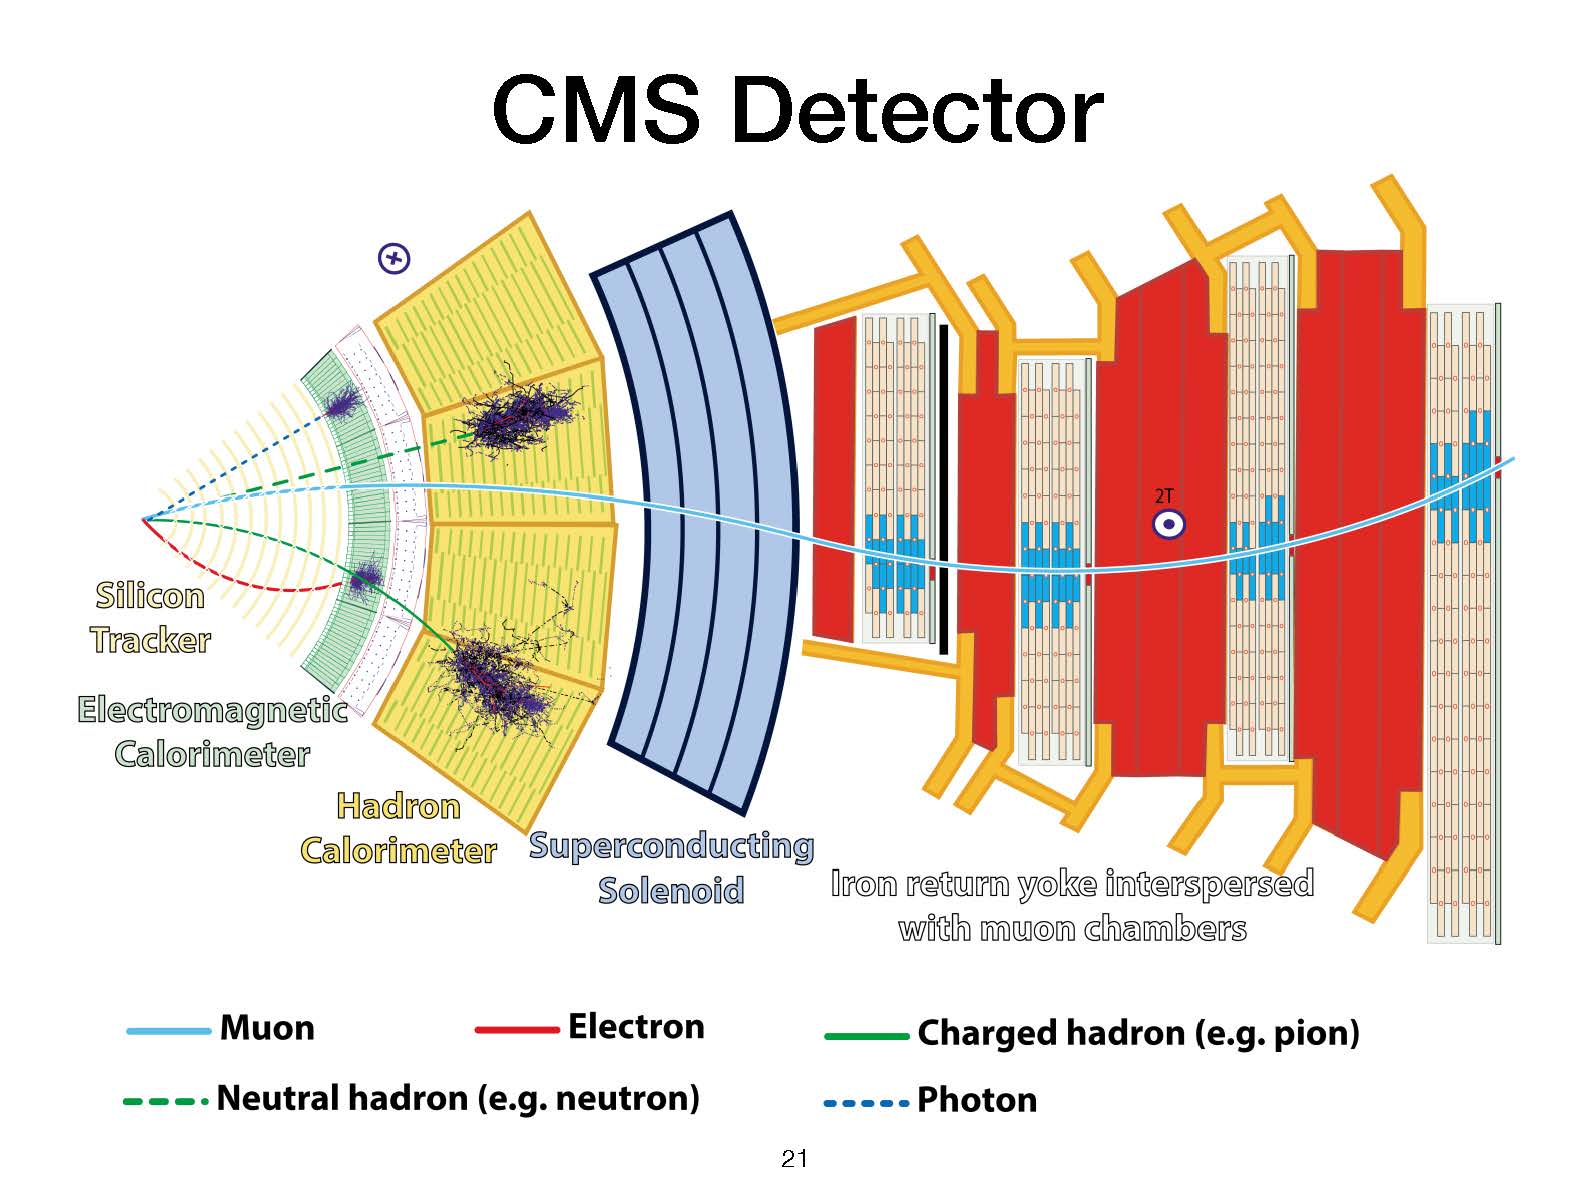 CMS Detector
2T
Silicon
Tracker
Electromagnetic
Calorimeter
Hadron
Calorimeter
Superconducting
Solenoid
Iron return yoke interspersed
with muon chambers
Muon
Electron
Charged hadron (e.g. pion)
Neutral hadron (e.g. neutron)
Photon
21